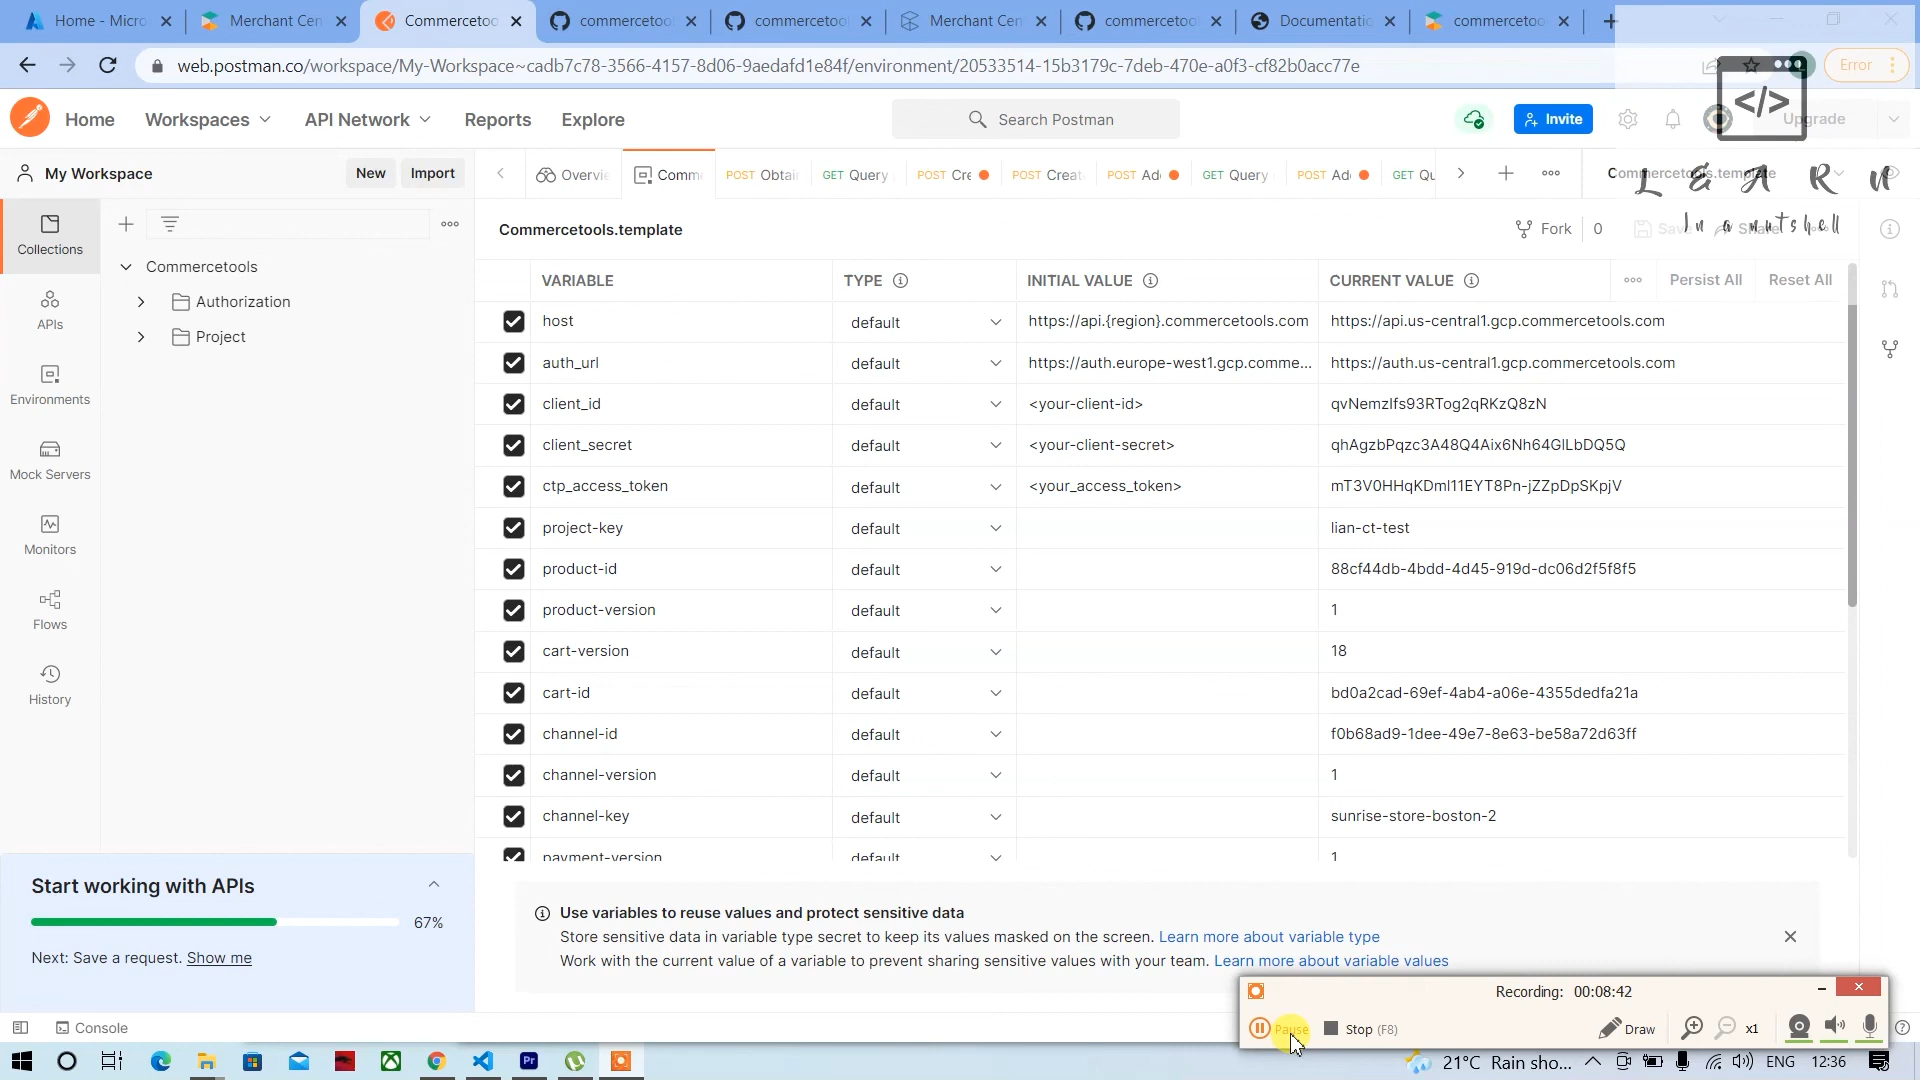 Home - Micro
Merchant Cen
Commercetoo
commercetoo
commercetoo
Merchant Cen
commercetoo
Documentatic
commercetoo
web.postman.co/workspace/My-Workspace~cadb7c78-3566-4157-8d06-9aedafd1e84f/environment/20533514-15b3179c-7deb-470e-a0f3-cf82b0acc77e
Error
Home
Workspaces
API Network
Reports
Explore
Search Postman
Invite
</>
Upgrade
My Workspace
New
Import
Overvie
Comm
POST Obtai
GET Query
POST Cre
POST Creat
POST Ad
GET Query
POST Ad
GET Qu
Commercetools.template
LEARN
In a nutshell
Collections
APIs
Environments
Mock Servers
Monitors
Flows
History
Commercetools
Authorization
Project
Commercetools.template
Fork 0
Save
Share
VARIABLE TYPE INITIAL VALUE CURRENT VALUE Persist All Reset All
host default https://api.{region}.commercetools.com https://api.us-central1.gcp.commercetools.com
auth_url default https://auth.europe-west1.gcp.comme... https://auth.us-central1.gcp.commercetools.com
client_id default <your-client-id> qvNemzIfs93RTog2qRKzQ8zN
client_secret default <your-client-secret> qhAgzbPqzc3A48Q4Aix6Nh64GlLbDQ5Q
ctp_access_token default <your_access_token> mT3V0HHqKDml11EYT8Pn-jZZpDpSKpjV
project-key default lian-ct-test
product-id default 88cf44db-4bdd-4d45-919d-dc06d2f5f8f5
product-version default 1
cart-version default 18
cart-id default bd0a2cad-69ef-4ab4-a06e-4355dedfa21a
channel-id default f0b68ad9-1dee-49e7-8e63-be58a72d63ff
channel-version default 1
channel-key default sunrise-store-boston-2
payment-version default 1
Start working with APIs
67%
Next: Save a request. Show me
Use variables to reuse values and protect sensitive data
Store sensitive data in variable type secret to keep its values masked on the screen. Learn more about variable type
Work with the current value of a variable to prevent sharing sensitive values with your team. Learn more about variable values
Recording: 00:08:42
Pause
Stop (F8)
Draw
x1
Console
21°C Rain sho...
ENG
12:36